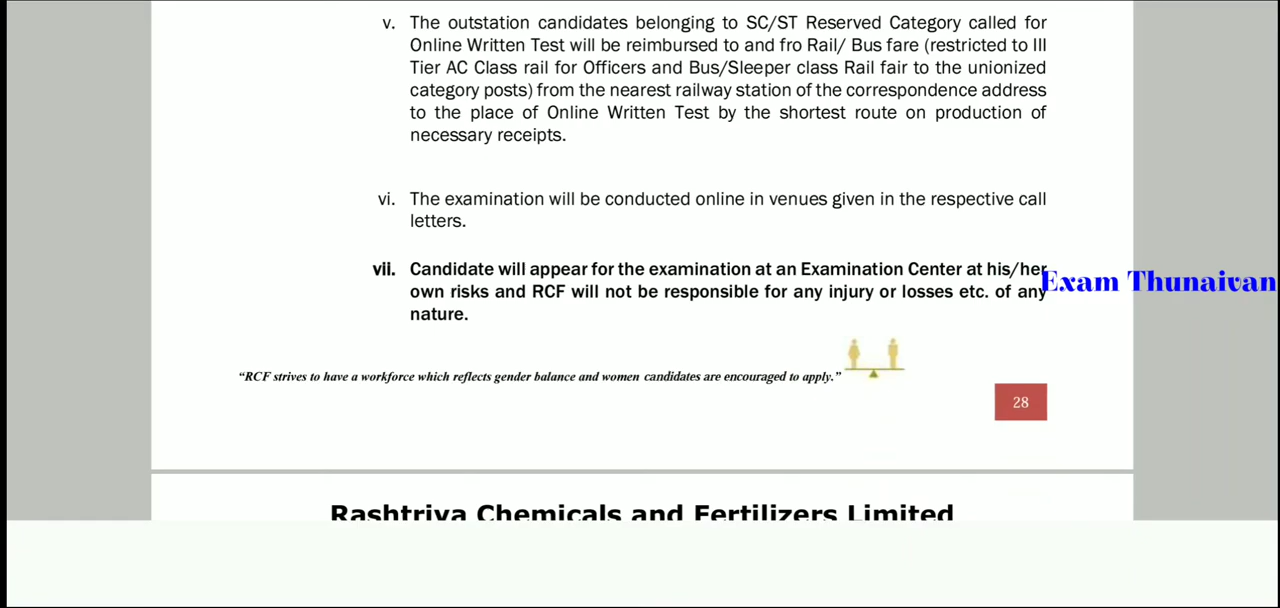 v. The outstation candidates belonging to SC/ST Reserved Category called for
Online Written Test will be reimbursed to and fro Rail/ Bus fare (restricted to III
Tier AC Class rail for Officers and Bus/Sleeper class Rail fair to the unionized
category posts) from the nearest railway station of the correspondence address
to the place of Online Written Test by the shortest route on production of
necessary receipts.
vi. The examination will be conducted online in venues given in the respective call
letters.
vii. Candidate will appear for the examination at an Examination Center at his/her
own risks and RCF will not be responsible for any injury or losses etc. of any
nature.
Exam Thunaivan
“RCF strives to have a workforce which reflects gender balance and women candidates are encouraged to apply.”
28
Rashtriya Chemicals and Fertilizers Limited